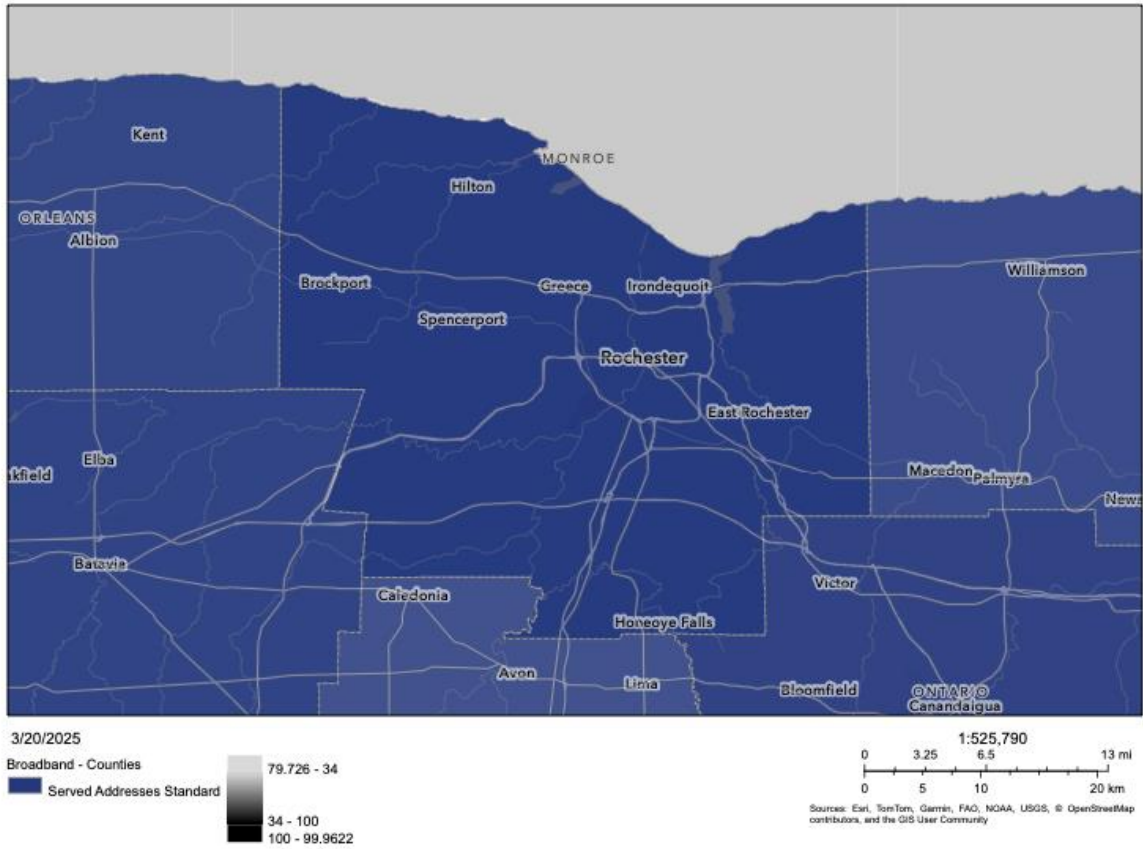 Kent
MONROE
Hilton
ORLEANS
Albion
Williamson
Brockport
Greece
Irondequoit
Spencerport
Rochester
East Rochester
Elba
akfield
Macedon
Palmyra
Newa
Batavia
Victor
Caledonia
Honeoye Falls
Avon
Lima
Bloomfield
ONTARIO
Canandaigua
3/20/2025
Broadband - Counties
Served Addresses Standard
79.726 - 34
34 - 100
100 - 99.9622
1:525,790
0 3.25 6.5 13 mi
0 5 10 20 km
Sources: Esri, TomTom, Garmin, FAO, NOAA, USGS, © OpenStreetMap
contributors, and the GIS User Community